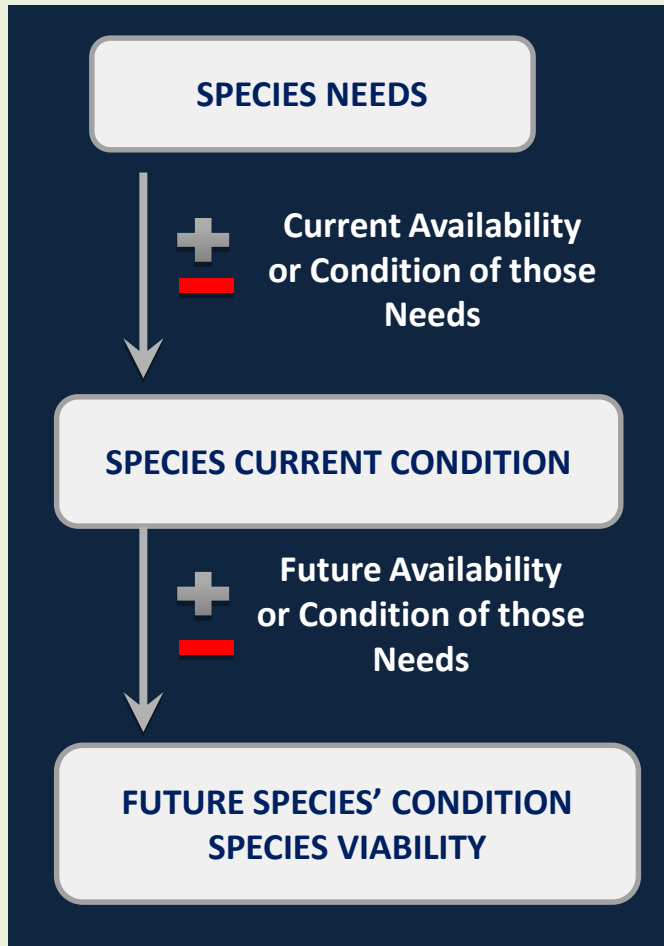 SPECIES NEEDS
Current Availability
or Condition of those
Needs
SPECIES CURRENT CONDITION
Future Availability
or Condition of those
Needs
FUTURE SPECIES’ CONDITION
SPECIES VIABILITY